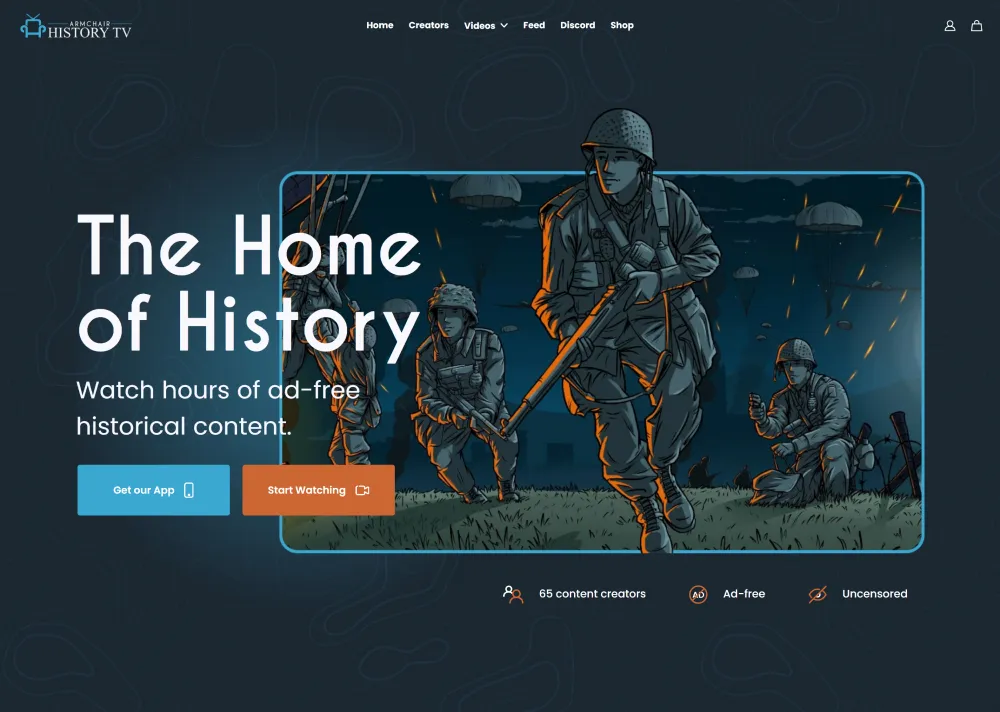 ARMCHAIR
HISTORY TV
Home
Creators
Videos
Feed
Discord
Shop
The Home
of History
Watch hours of ad-free
historical content.
Get our App
Start Watching
65 content creators
AD
Ad-free
Uncensored